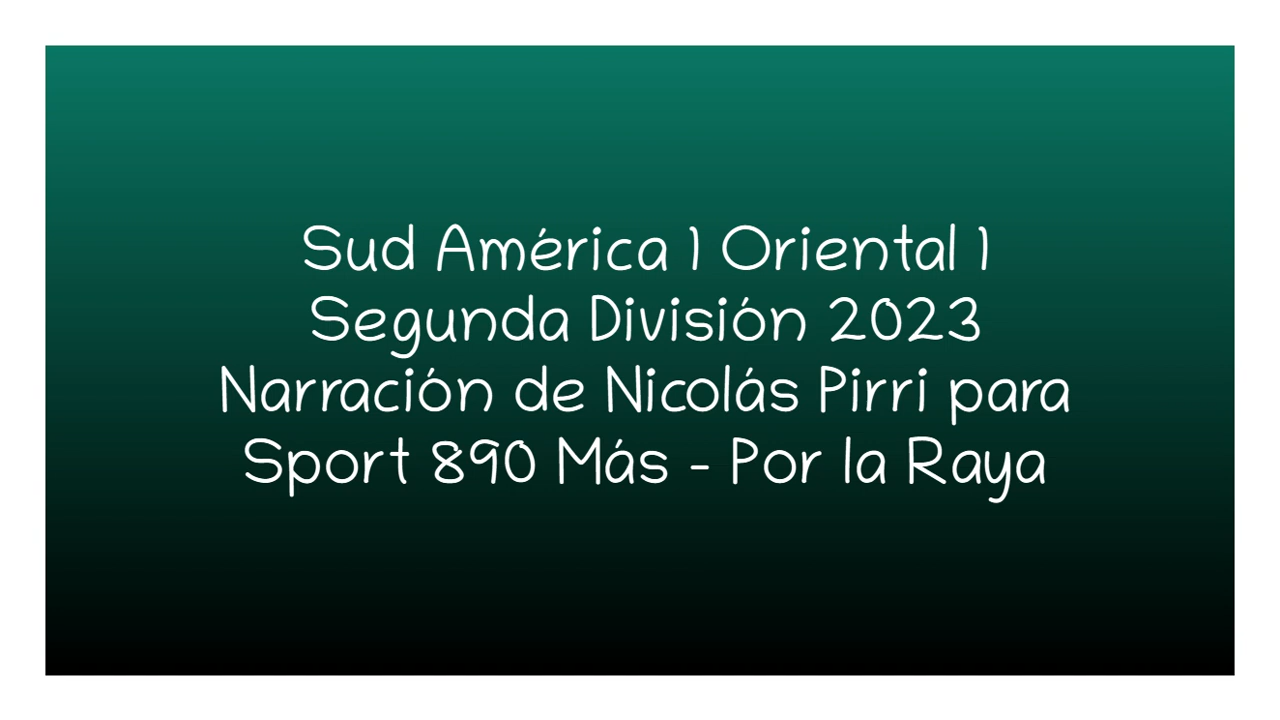 Sud América 1 Oriental 1
Segunda División 2023
Narración de Nicolás Pirri para
Sport 890 Más - Por la Raya